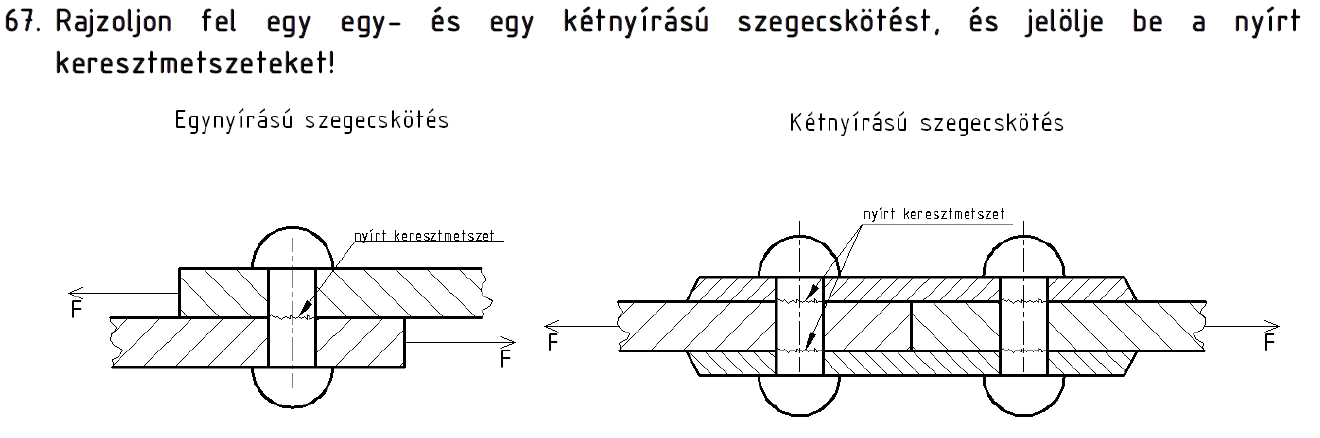 67. Rajzoljon fel egy egy- és egy kétnyírású szegecskötést, és jelölje be a nyírt
keresztmetszeteket!
Egynyírású szegecskötés
Kétnyírású szegecskötés
nyírt keresztmetszet
nyírt keresztmetszet
F
F
F
F